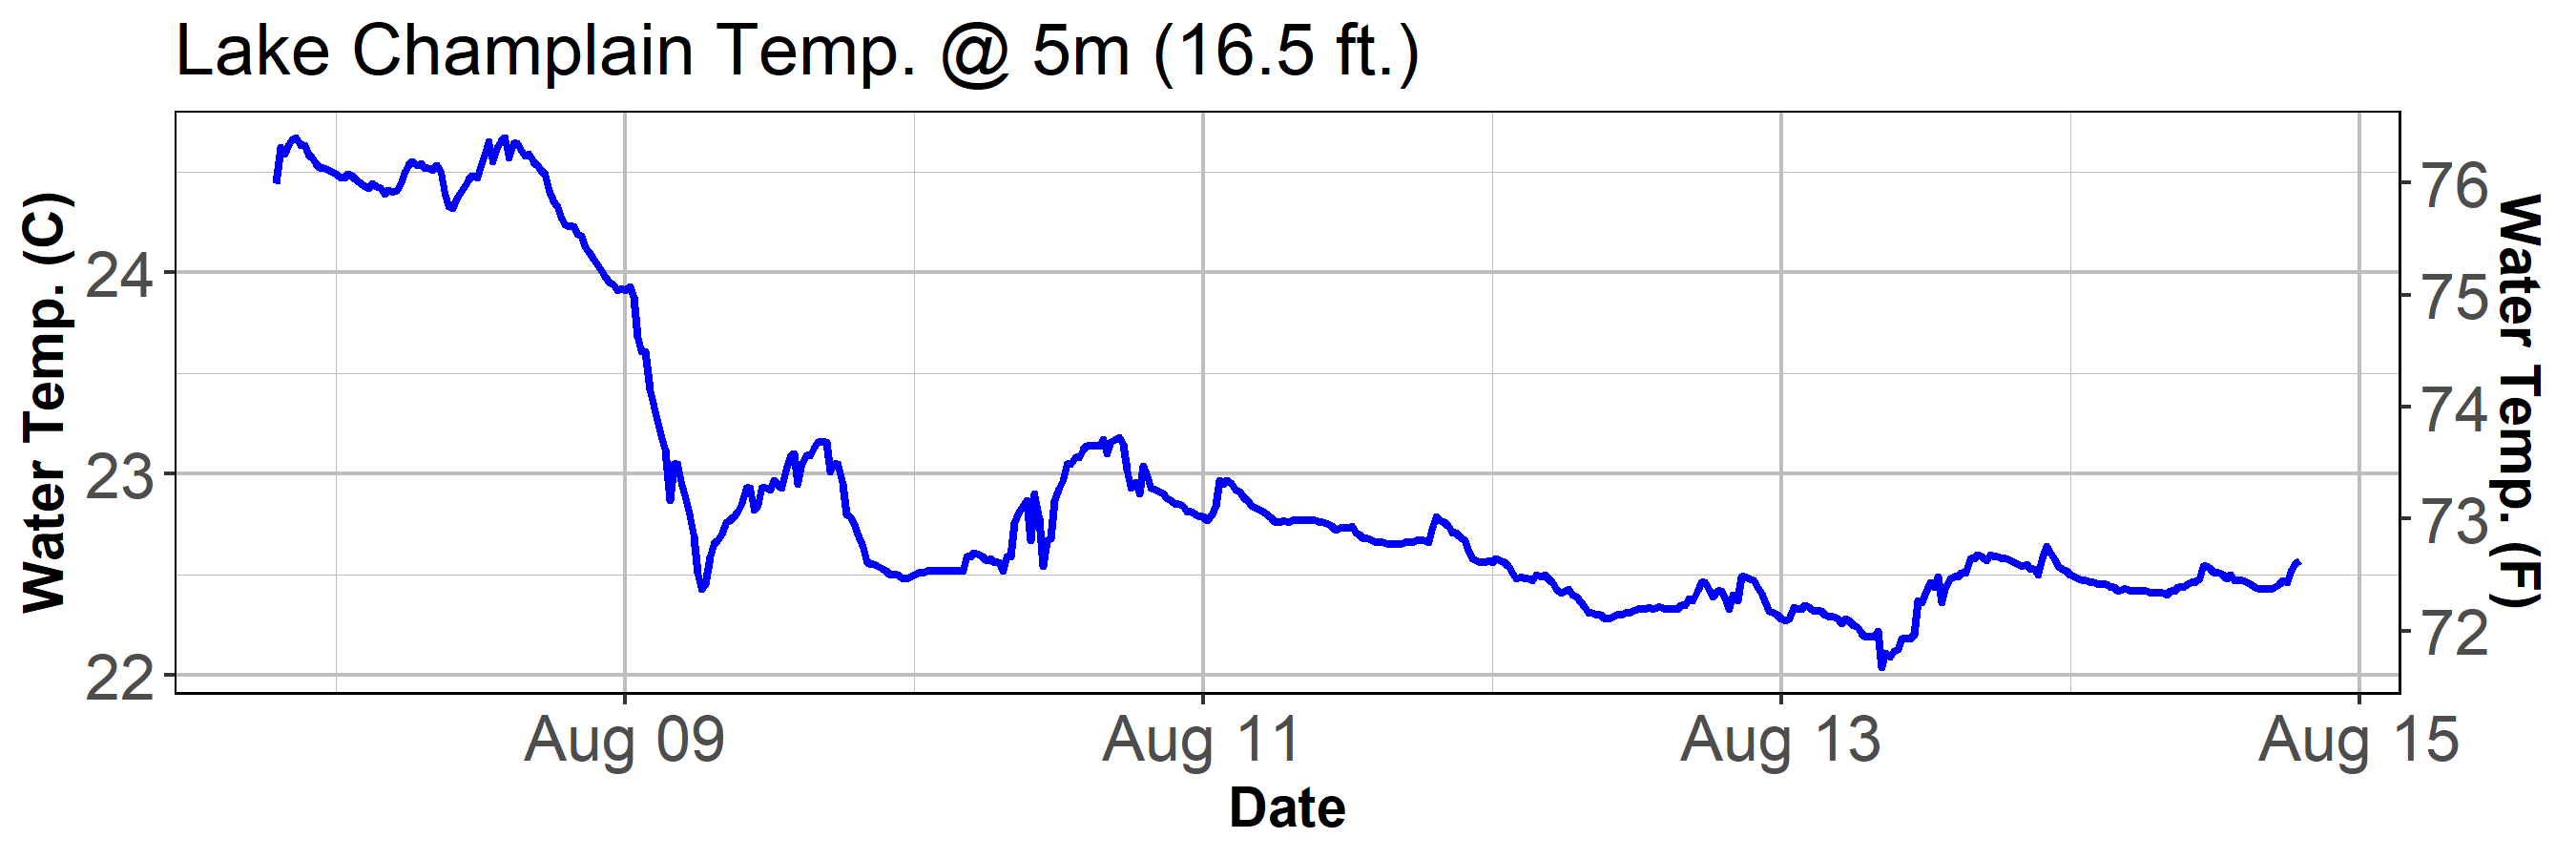 Lake Champlain Temp. @ 5m (16.5 ft.)
Water Temp. (C)
24
23
22
76
75
74
73
72
Water Temp. (F)
Aug 09
Aug 11
Aug 13
Aug 15
Date